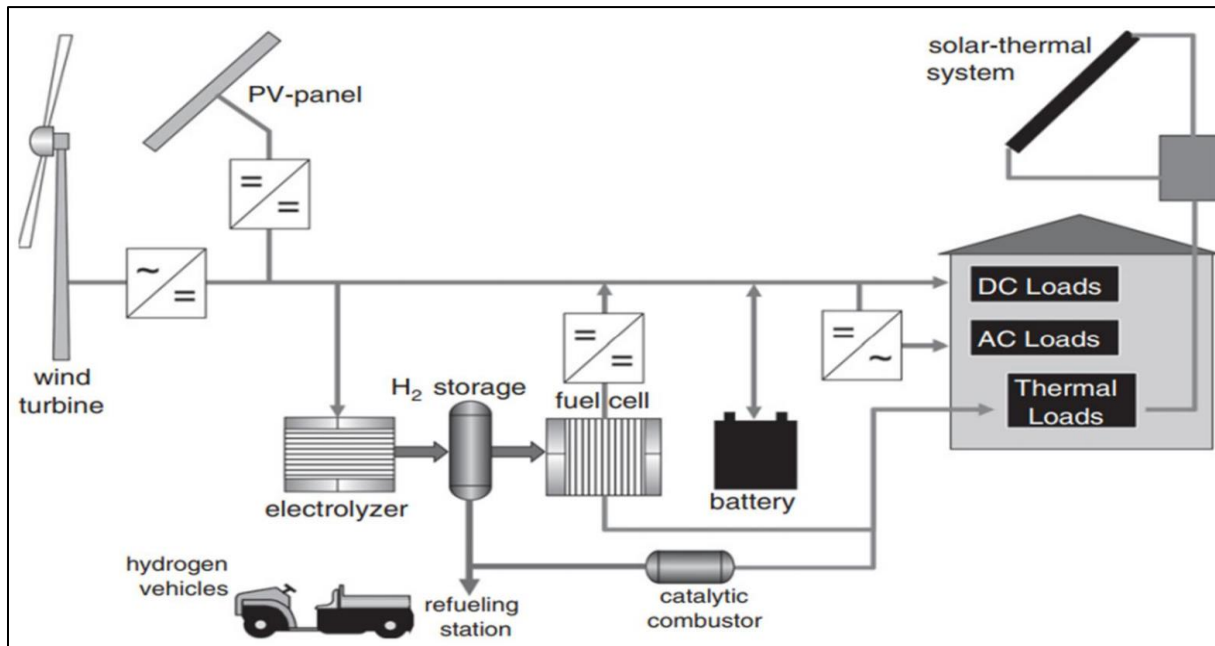 solar-thermal
system
PV-panel
=
=
~
=
DC Loads
=
=
=
~
AC Loads
wind
turbine
H₂ storage
fuel cell
Thermal
Loads
electrolyzer
battery
hydrogen
vehicles
refueling
station
catalytic
combustor